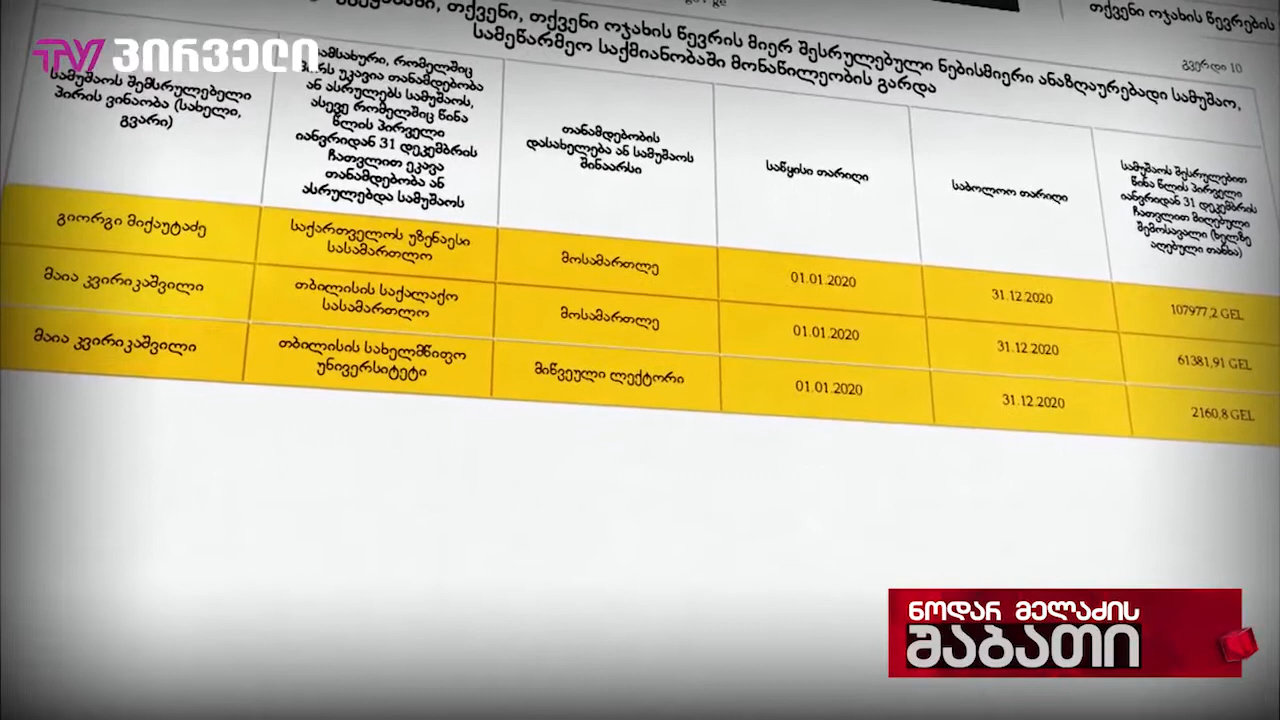 თქვენი ოჯახის წევრების
გვერდი 10
თქვენი, თქვენი ოჯახის წევრის მიერ შესრულებული ნებისმიერი ანაზღაურებადი სამუშაო,
სამეწარმეო საქმიანობაში მონაწილეობის გარდა
TV პირველი
სამუშაოს შემსრულებელი
პირის ვინაობა (სახელი,
გვარი)
რომელშიც
უკავია თანამდებობა
ან ასრულებს სამუშაოს,
ასევე რომელშიც წინა
წლის პირველი
იანვრიდან 31 დეკემბრის
ჩათვლით ეკავა
თანამდებობა ან
ასრულებდა სამუშაოს
თანამდებობის
დასახელება ან სამუშაოს
შინაარსი
საწყისი თარიღი
საბოლოო თარიღი
სამუშაოს შესრულებით
წინა წლის პირველი
იანვრიდან 31 დეკემბრის
ჩათვლით მიღებული
შემოსავალი (ხელზე
აღებული თანხა)
გიორგი მიქაუტაძე
საქართველოს უზენაესი
სასამართლო
მოსამართლე
01.01.2020
31.12.2020
107977,2 GEL
მაია კვირიკაშვილი
თბილისის საქალაქო
სასამართლო
მოსამართლე
01.01.2020
31.12.2020
61381,91 GEL
მაია კვირიკაშვილი
თბილისის სახელმწიფო
უნივერსიტეტი
მიწვეული ლექტორი
01.01.2020
31.12.2020
2160,8 GEL
ნოდარ მელაძის
შაბათი